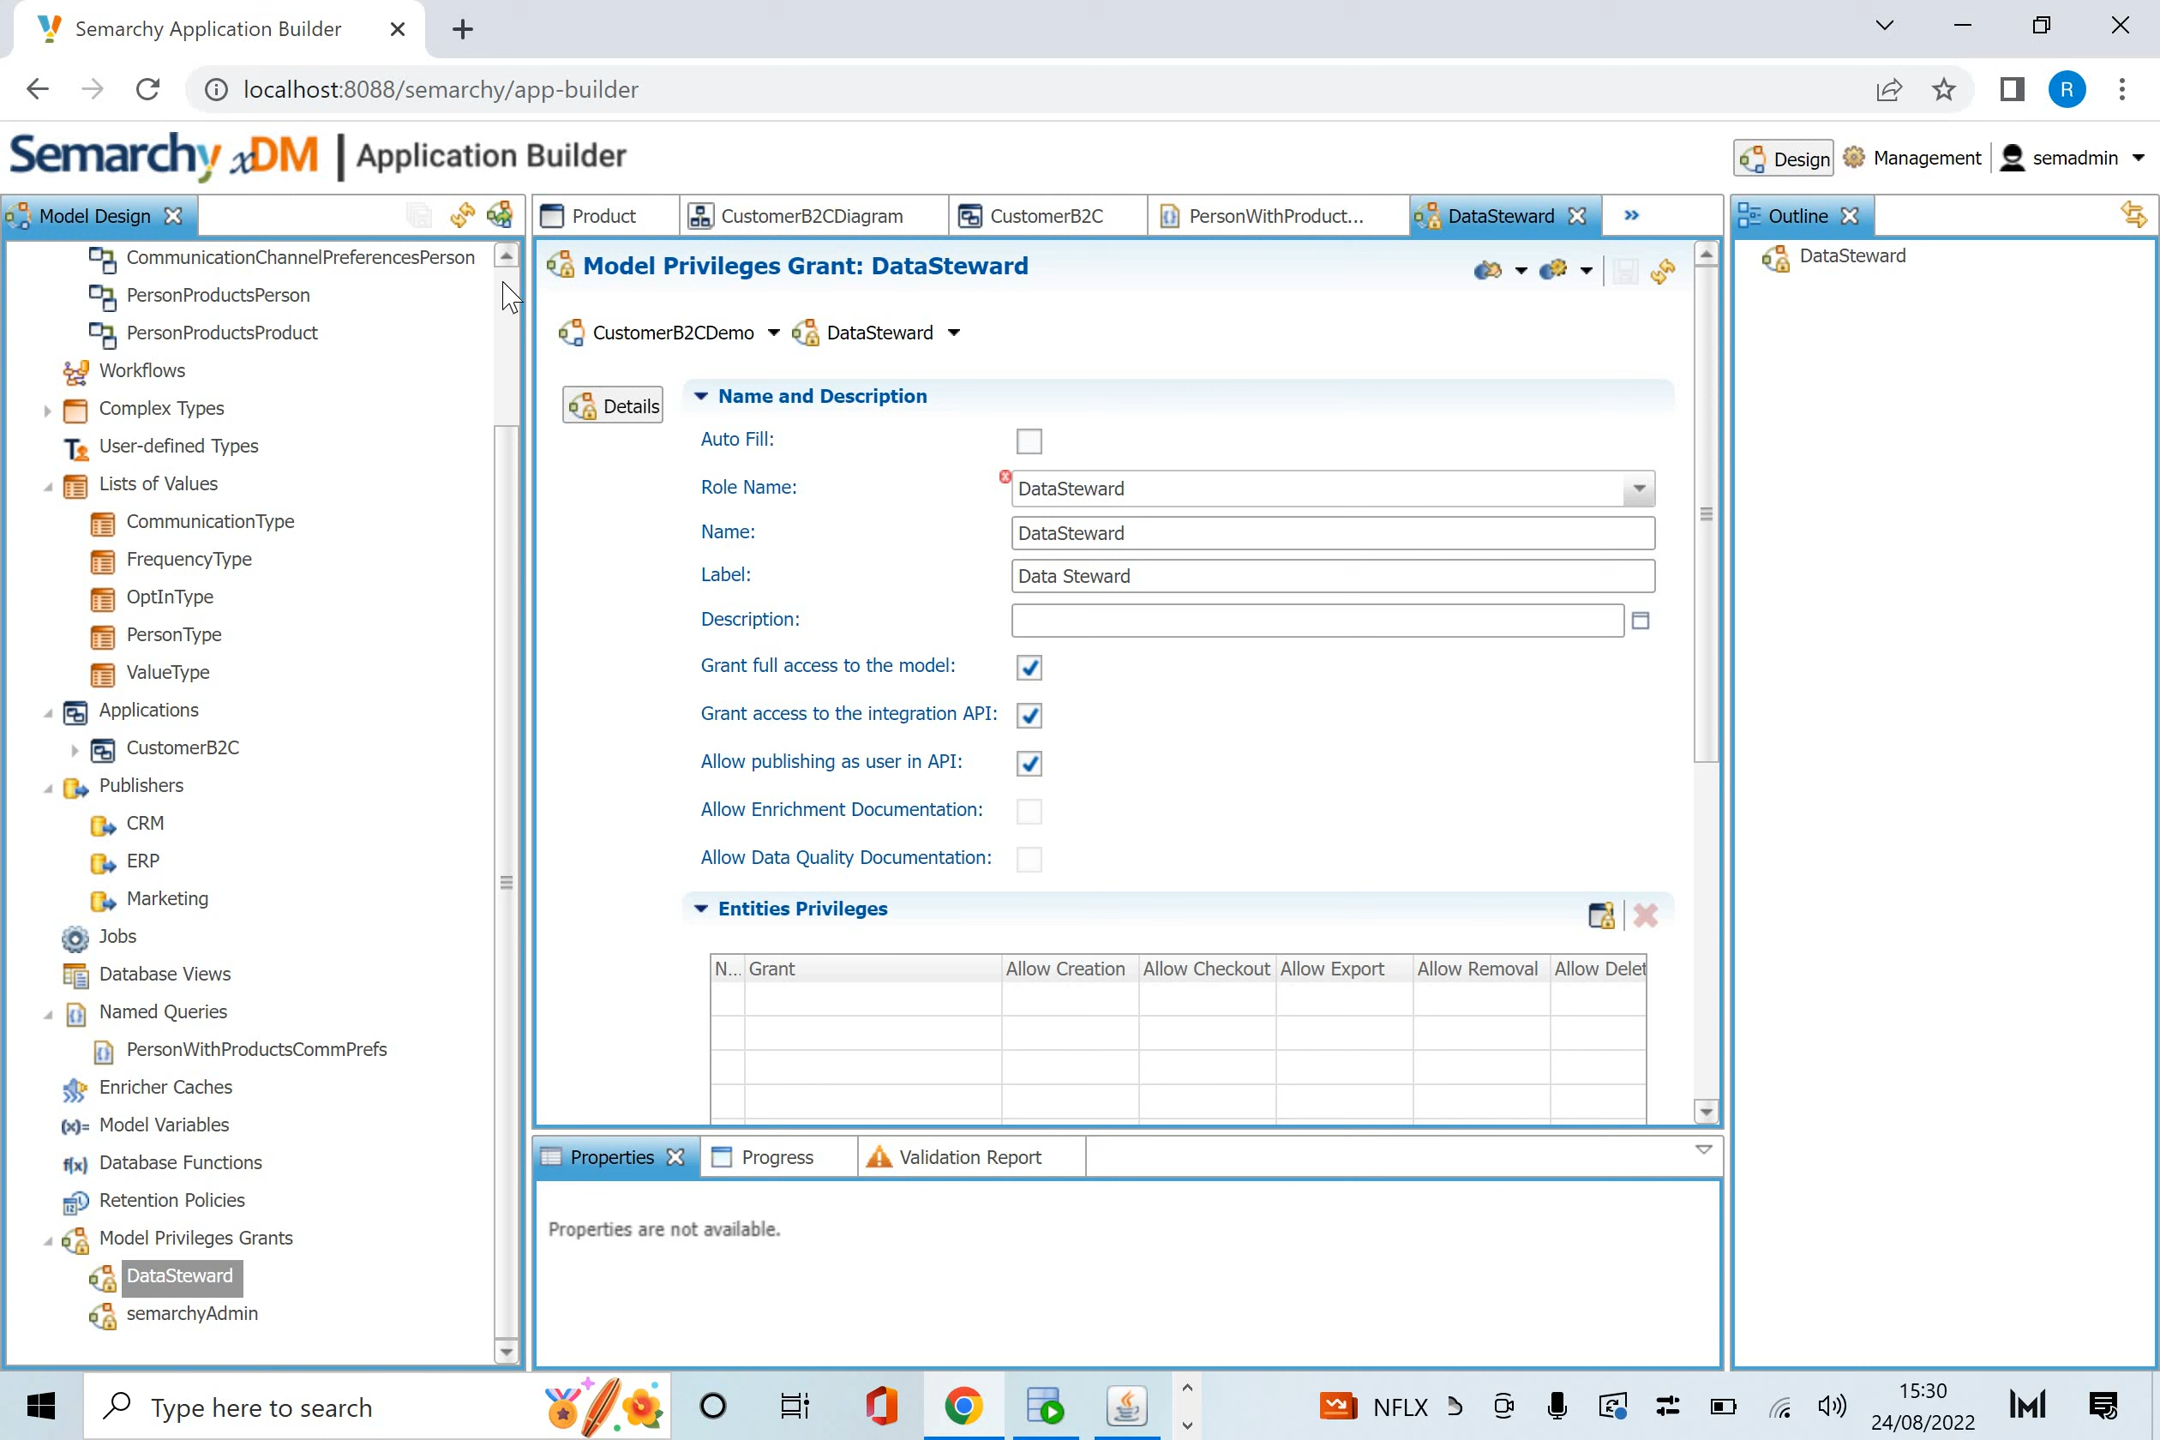 Semarchy Application Builder
localhost:8088/semarchy/app-builder
R
Semarchy xDM | Application Builder
Design
Management
semadmin
Model Design
Product
CustomerB2CDiagram
CustomerB2C
PersonWithProduct...
DataSteward
»
Outline
CommunicationChannelPreferencesPerson
PersonProductsPerson
PersonProductsProduct
Workflows
Complex Types
User-defined Types
Lists of Values
CommunicationType
FrequencyType
OptInType
PersonType
ValueType
Applications
CustomerB2C
Publishers
CRM
ERP
Marketing
Jobs
Database Views
Named Queries
PersonWithProductsCommPrefs
Enricher Caches
(x)= Model Variables
f(x) Database Functions
Retention Policies
Model Privileges Grants
DataSteward
semarchyAdmin
Model Privileges Grant: DataSteward
CustomerB2CDemo
DataSteward
Details
Name and Description
Auto Fill:
Role Name:
DataSteward
Name:
DataSteward
Label:
Data Steward
Description:
Grant full access to the model:
Grant access to the integration API:
Allow publishing as user in API:
Allow Enrichment Documentation:
Allow Data Quality Documentation:
Entities Privileges
N... Grant Allow Creation Allow Checkout Allow Export Allow Removal Allow Delet
Properties
Progress
Validation Report
Properties are not available.
DataSteward
Type here to search
NFLX
15:30
24/08/2022